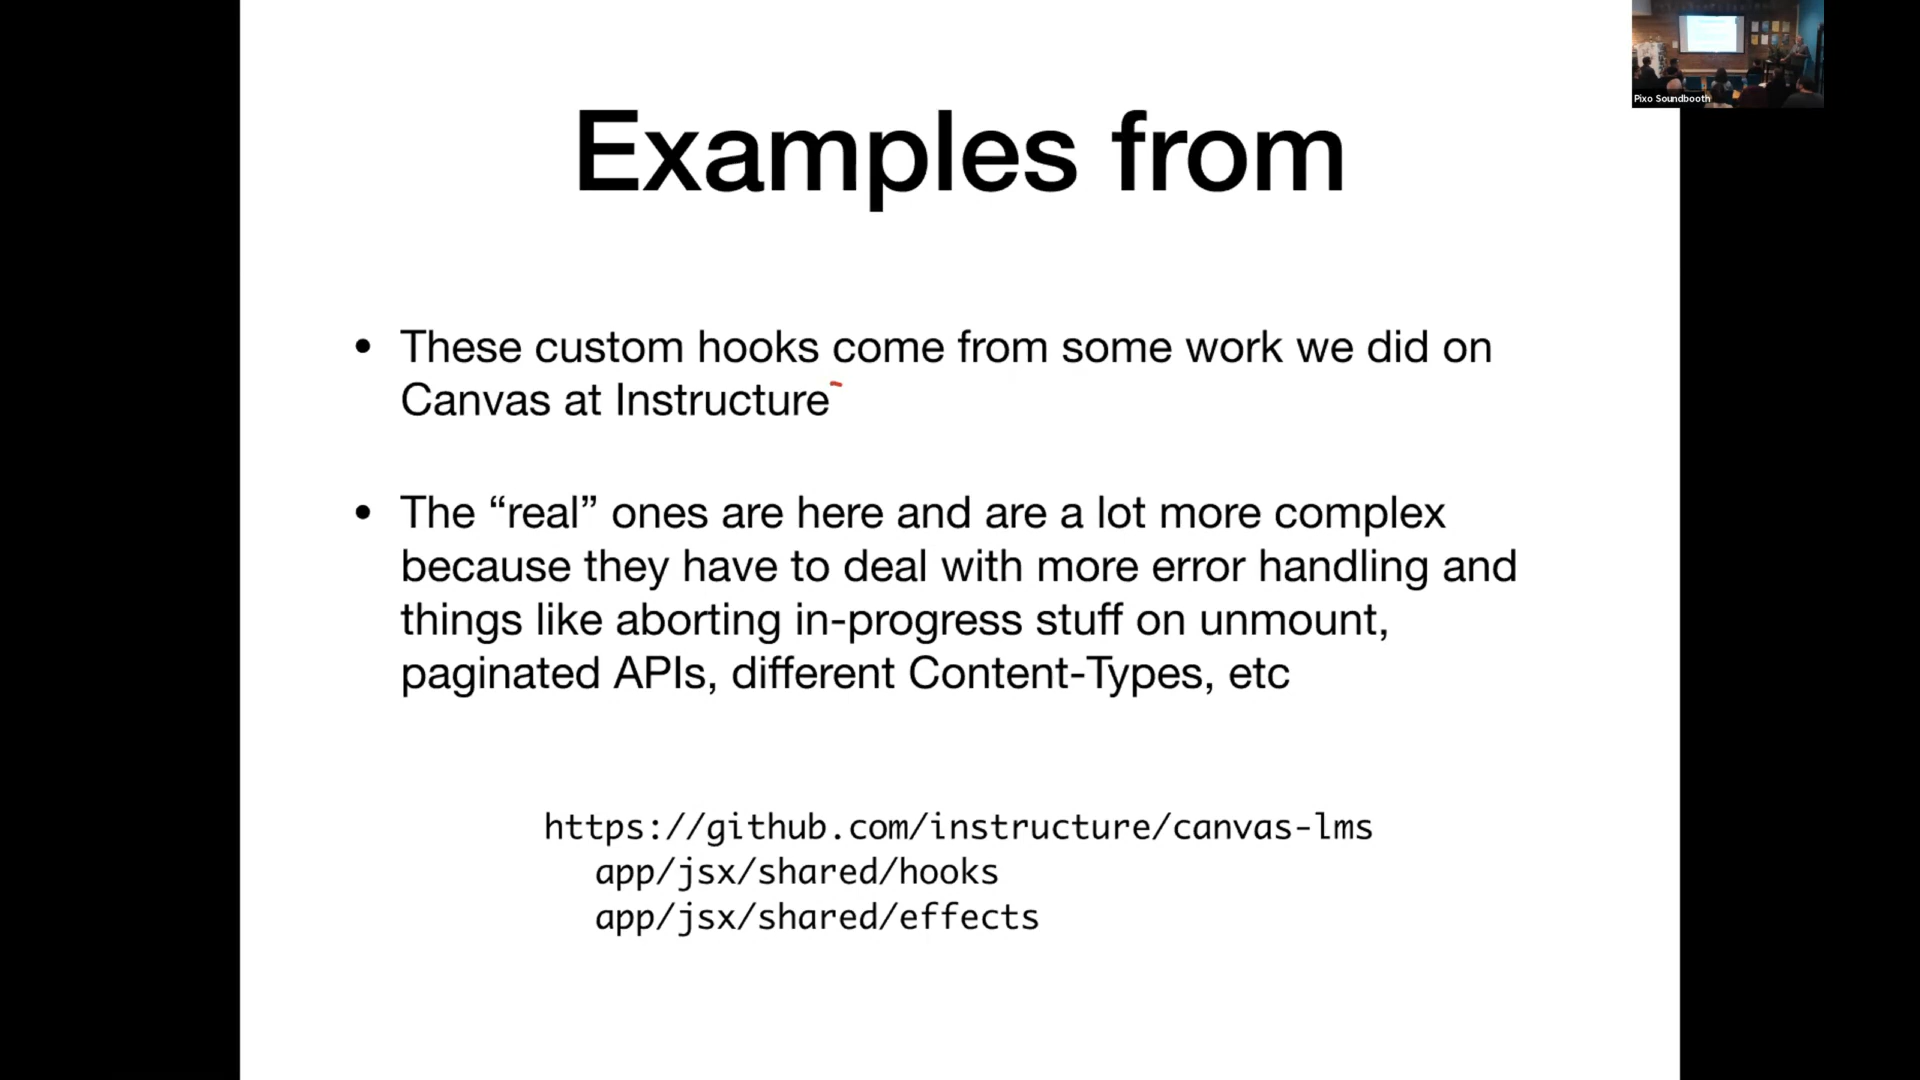 Pixo Soundbooth
Examples from
• These custom hooks come from some work we did on
Canvas at Instructure
• The “real” ones are here and are a lot more complex
because they have to deal with more error handling and
things like aborting in-progress stuff on unmount,
paginated APIs, different Content-Types, etc
https://github.com/instructure/canvas-lms
app/jsx/shared/hooks
app/jsx/shared/effects